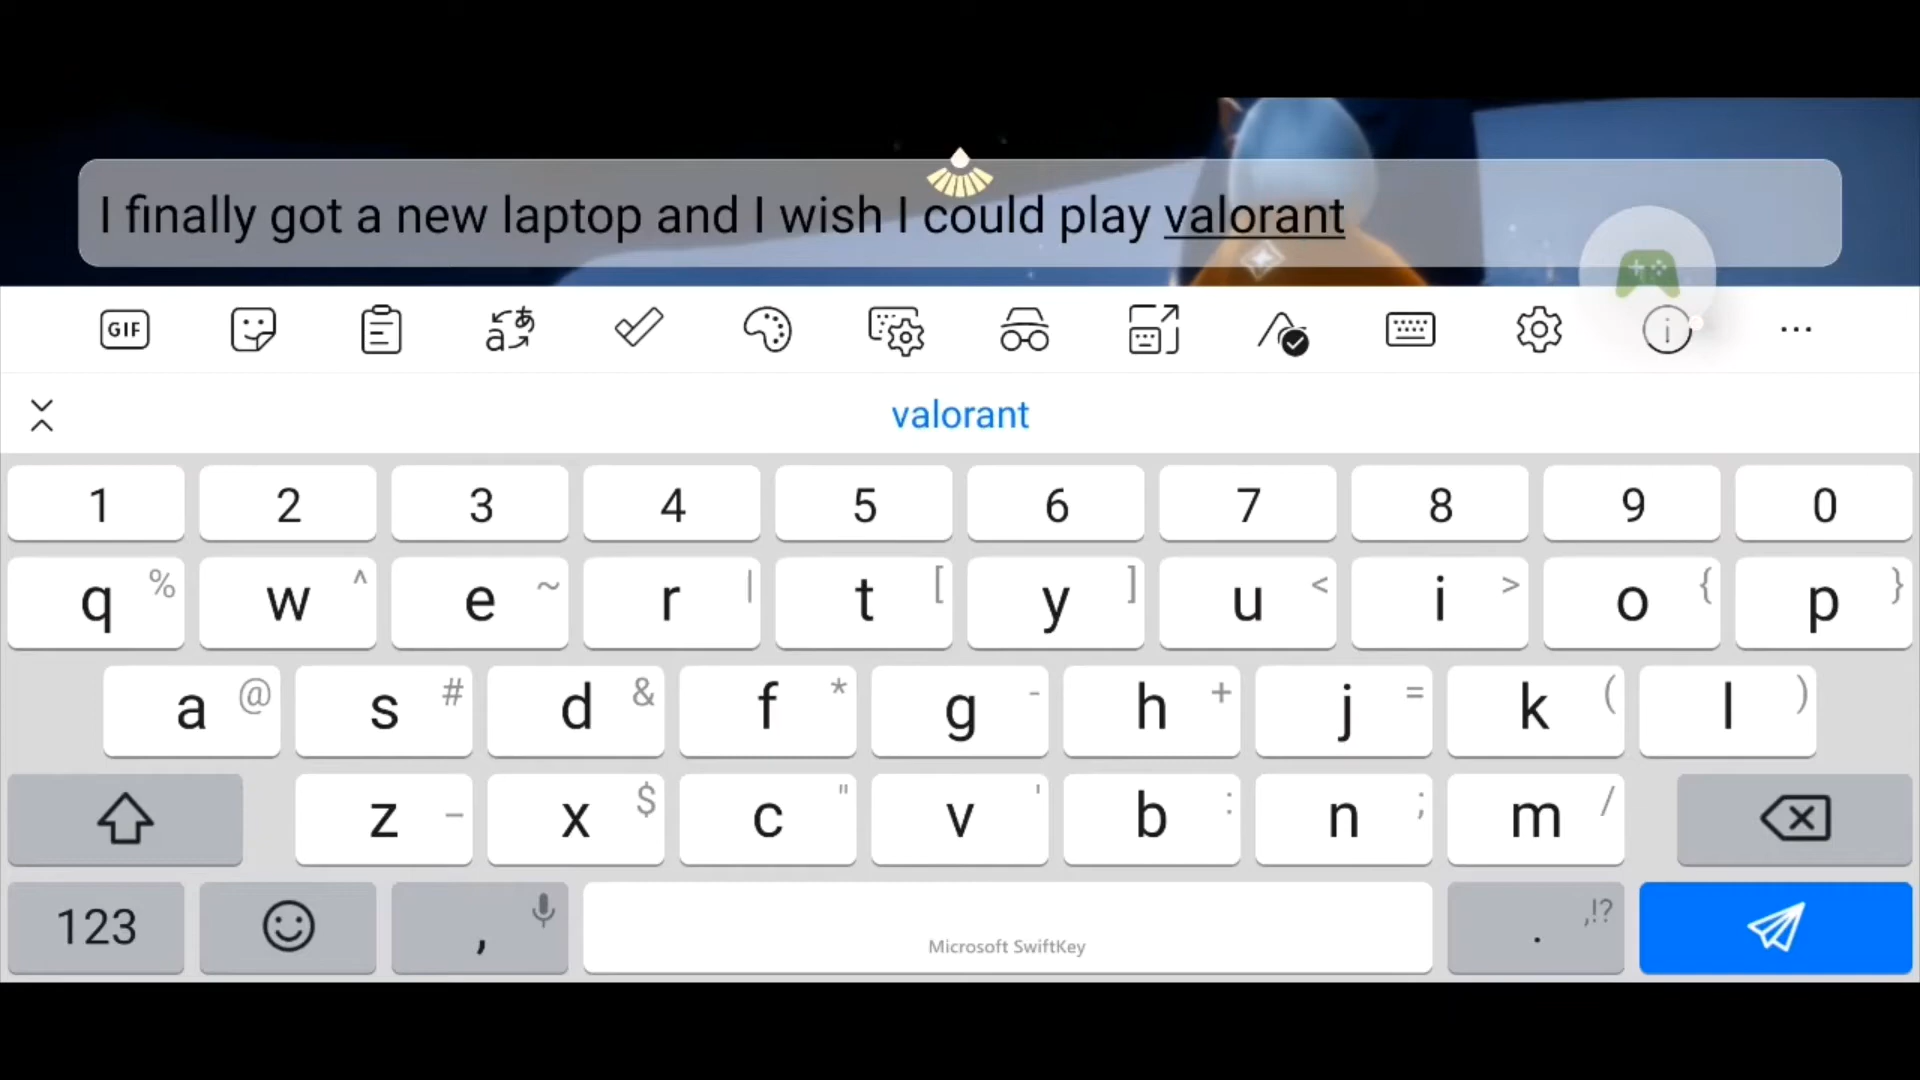 I finally got a new laptop and I wish I could play valorant
GIF
valorant
1 2 3 4 5 6 7 8 9 0
q % w ^ e ~ r | t [ y ] u < i > o { p }
a @ s # d & f * g - h + j = k ( l )
z _ x $ c " v ' b : n ; m /
123 , Microsoft SwiftKey . ,!?